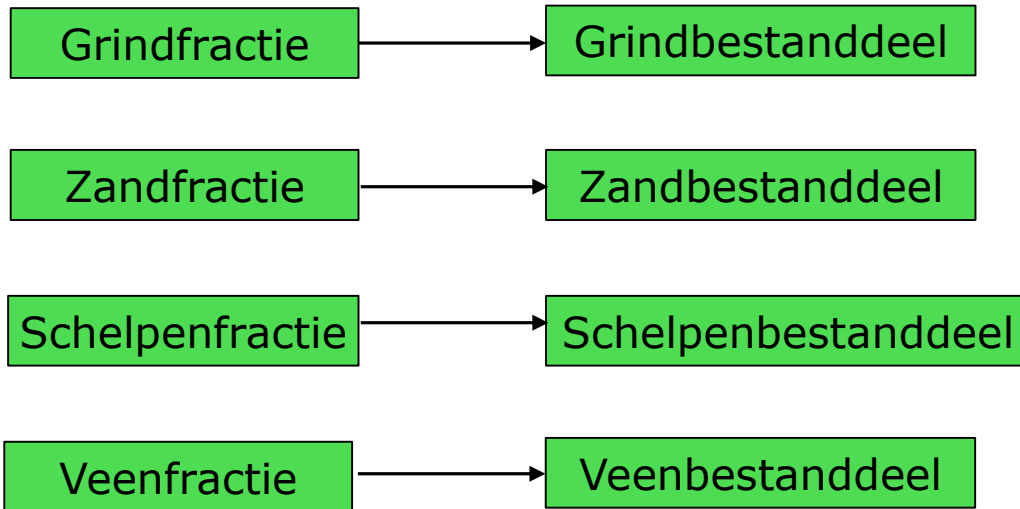 Grindfractie
Grindbestanddeel
Zandfractie
Zandbestanddeel
Schelpenfractie
Schelpenbestanddeel
Veenfractie
Veenbestanddeel